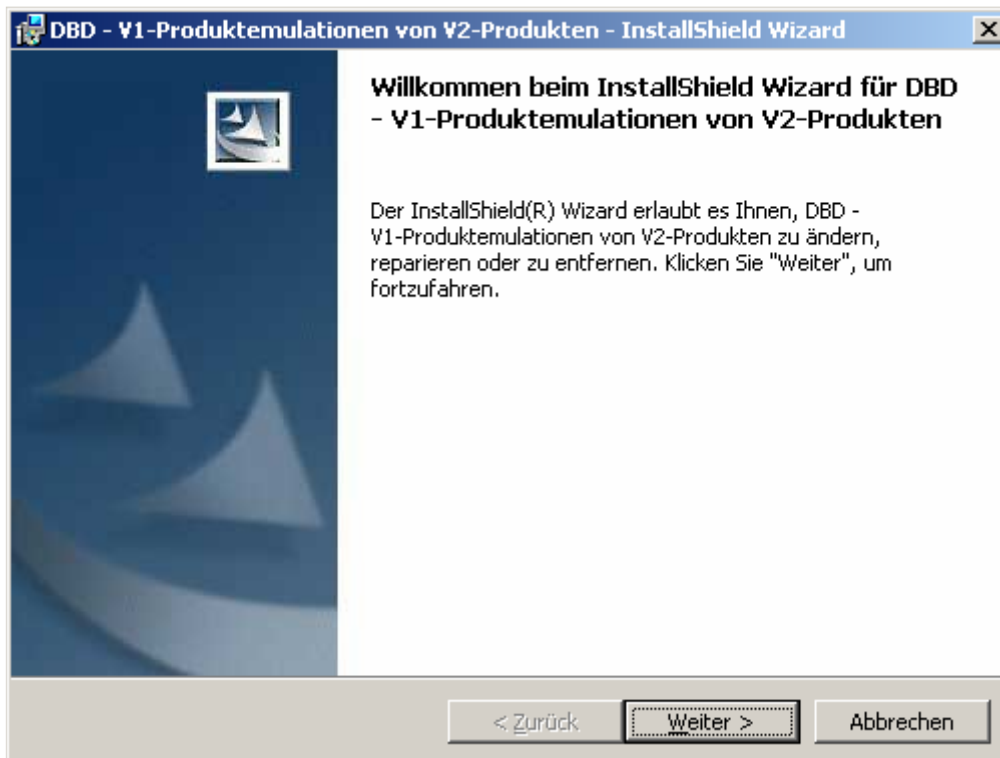 DBD - V1-Produktemulationen von V2-Produkten - InstallShield Wizard
Willkommen beim InstallShield Wizard für DBD
- V1-Produktemulationen von V2-Produkten
Der InstallShield(R) Wizard erlaubt es Ihnen, DBD -
V1-Produktemulationen von V2-Produkten zu ändern,
reparieren oder zu entfernen. Klicken Sie "Weiter", um
fortzufahren.
< Zurück
Weiter >
Abbrechen